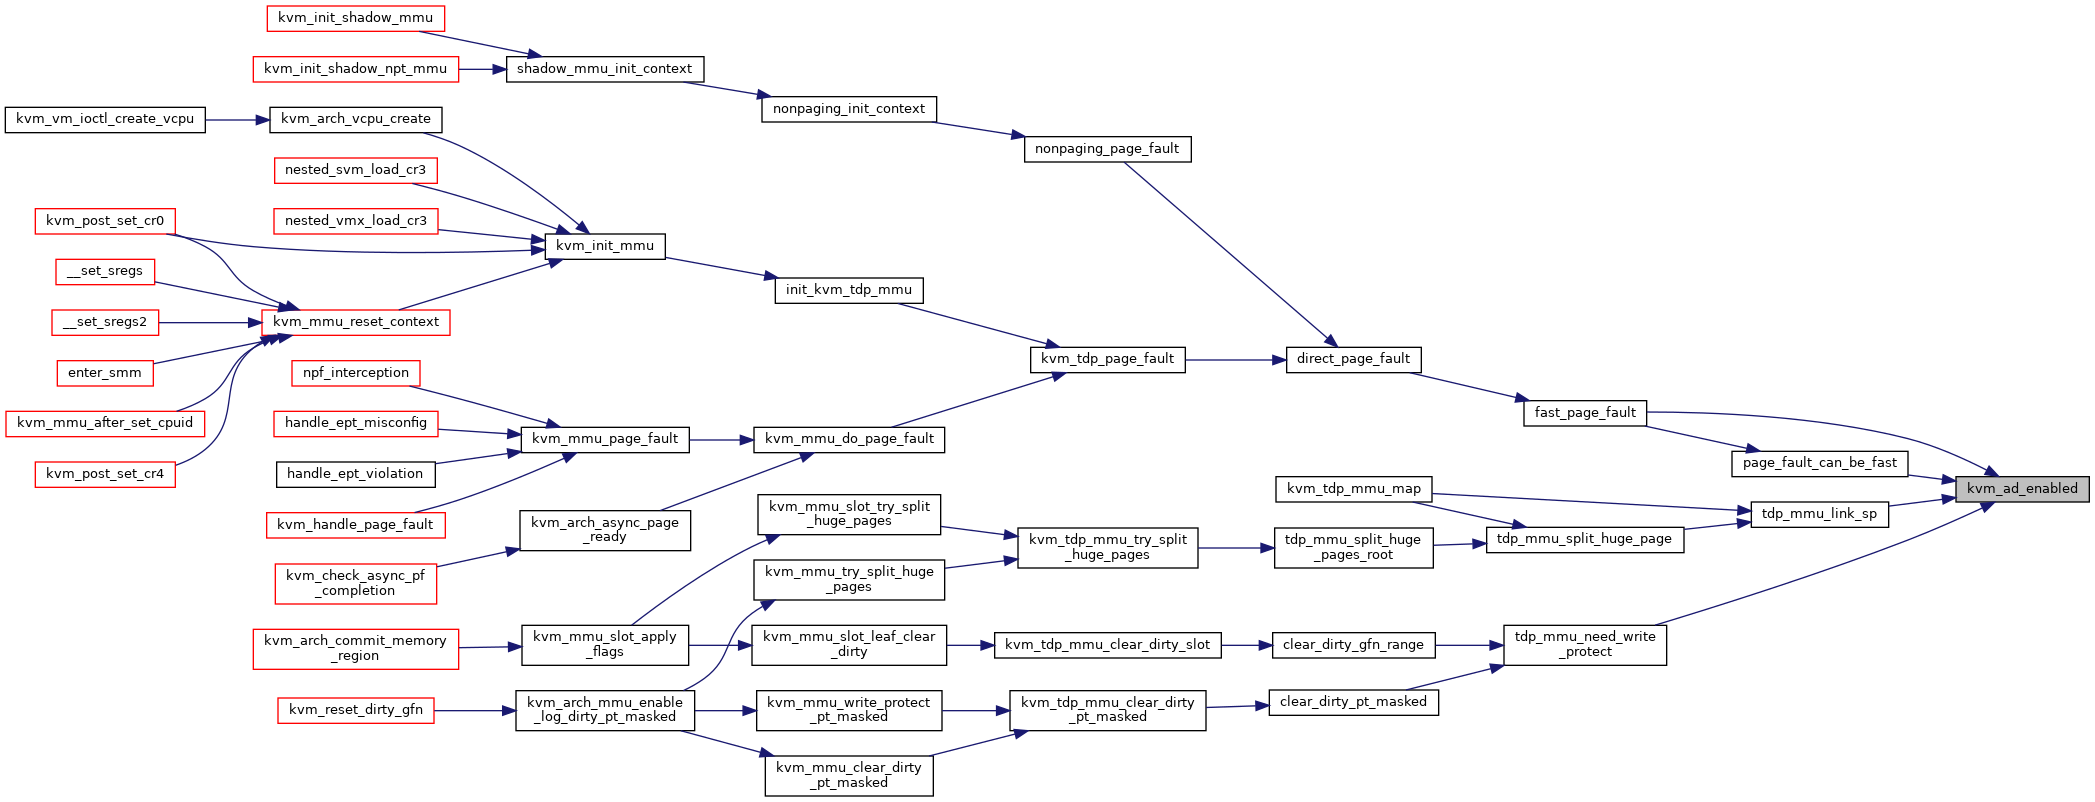 kvm_init_shadow_mmu
kvm_init_shadow_npt_mmu
shadow_mmu_init_context
nonpaging_init_context
kvm_vm_ioctl_create_vcpu
kvm_arch_vcpu_create
nonpaging_page_fault
nested_svm_load_cr3
kvm_post_set_cr0
nested_vmx_load_cr3
kvm_init_mmu
__set_sregs
init_kvm_tdp_mmu
__set_sregs2
kvm_mmu_reset_context
kvm_tdp_page_fault
direct_page_fault
enter_smm
npf_interception
fast_page_fault
kvm_mmu_after_set_cpuid
handle_ept_misconfig
kvm_mmu_page_fault
kvm_mmu_do_page_fault
page_fault_can_be_fast
kvm_post_set_cr4
handle_ept_violation
kvm_tdp_mmu_map
kvm_ad_enabled
kvm_mmu_slot_try_split
_huge_pages
tdp_mmu_link_sp
kvm_handle_page_fault
kvm_arch_async_page
_ready
kvm_tdp_mmu_try_split
_huge_pages
tdp_mmu_split_huge
_pages_root
tdp_mmu_split_huge_page
kvm_check_async_pf
_completion
kvm_mmu_try_split_huge
_pages
kvm_arch_commit_memory
_region
kvm_mmu_slot_apply
_flags
kvm_mmu_slot_leaf_clear
_dirty
kvm_tdp_mmu_clear_dirty_slot
clear_dirty_gfn_range
tdp_mmu_need_write
_protect
kvm_reset_dirty_gfn
kvm_arch_mmu_enable
_log_dirty_pt_masked
kvm_mmu_write_protect
_pt_masked
kvm_tdp_mmu_clear_dirty
_pt_masked
clear_dirty_pt_masked
kvm_mmu_clear_dirty
_pt_masked